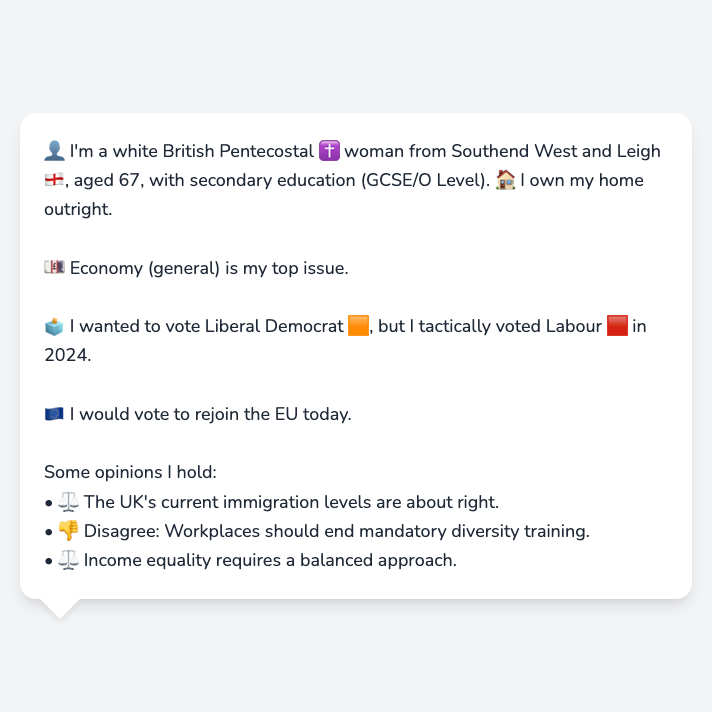 👤 I'm a white British Pentecostal ✝️ woman from Southend West and Leigh
🏴󠁧󠁢󠁥󠁮󠁧󠁿, aged 67, with secondary education (GCSE/O Level). 🏠 I own my home
outright.
💷 Economy (general) is my top issue.
🗳️ I wanted to vote Liberal Democrat 🟧, but I tactically voted Labour 🟥 in
2024.
🇪🇺 I would vote to rejoin the EU today.
Some opinions I hold:
• ⚖️ The UK's current immigration levels are about right.
• 👎 Disagree: Workplaces should end mandatory diversity training.
• ⚖️ Income equality requires a balanced approach.